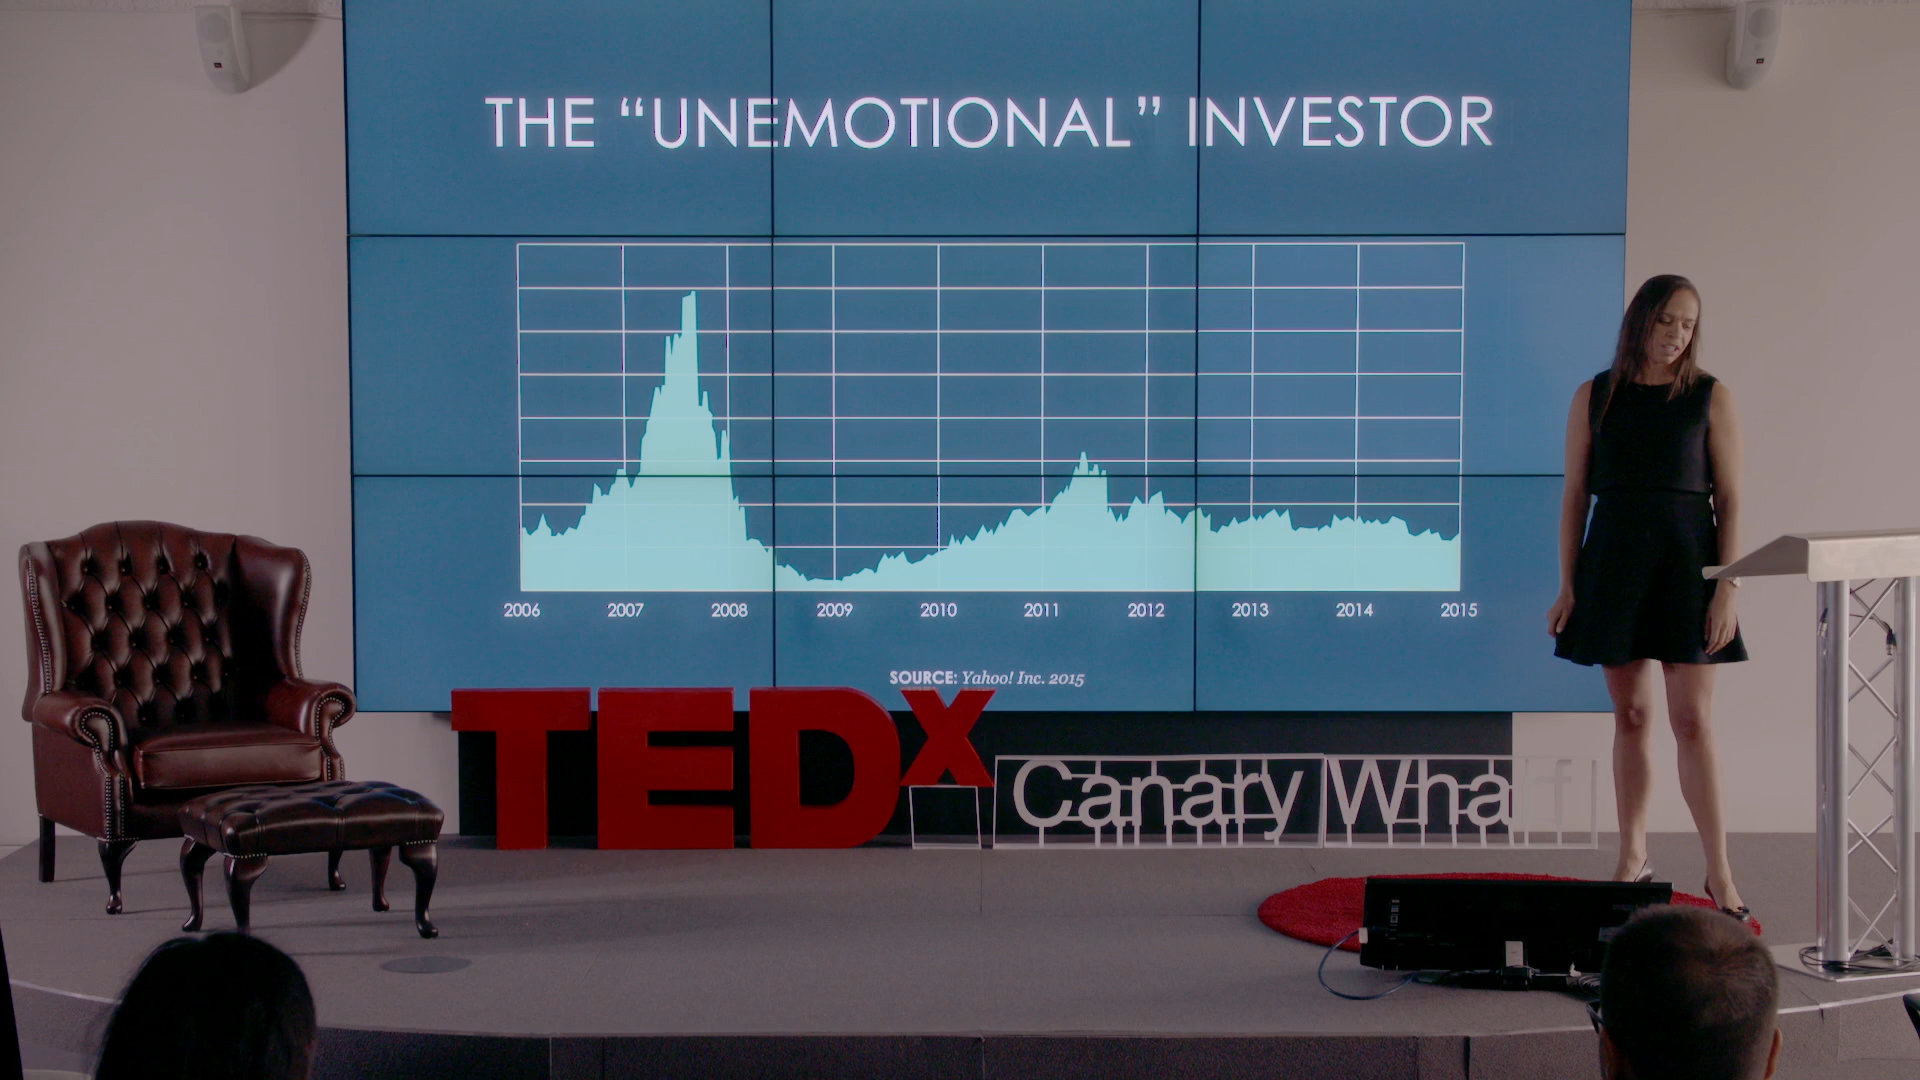 THE “UNEMOTIONAL” INVESTOR
2006 2007 2008 2009 2010 2011 2012 2013 2014 2015
SOURCE: Yahoo! Inc. 2015
TEDx
Canary Wharf